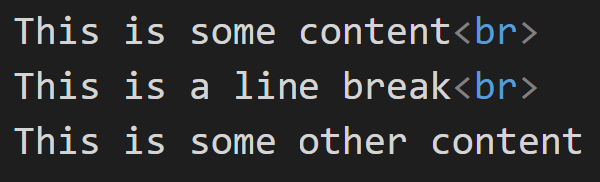 This is some content<br>
This is a line break<br>
This is some other content